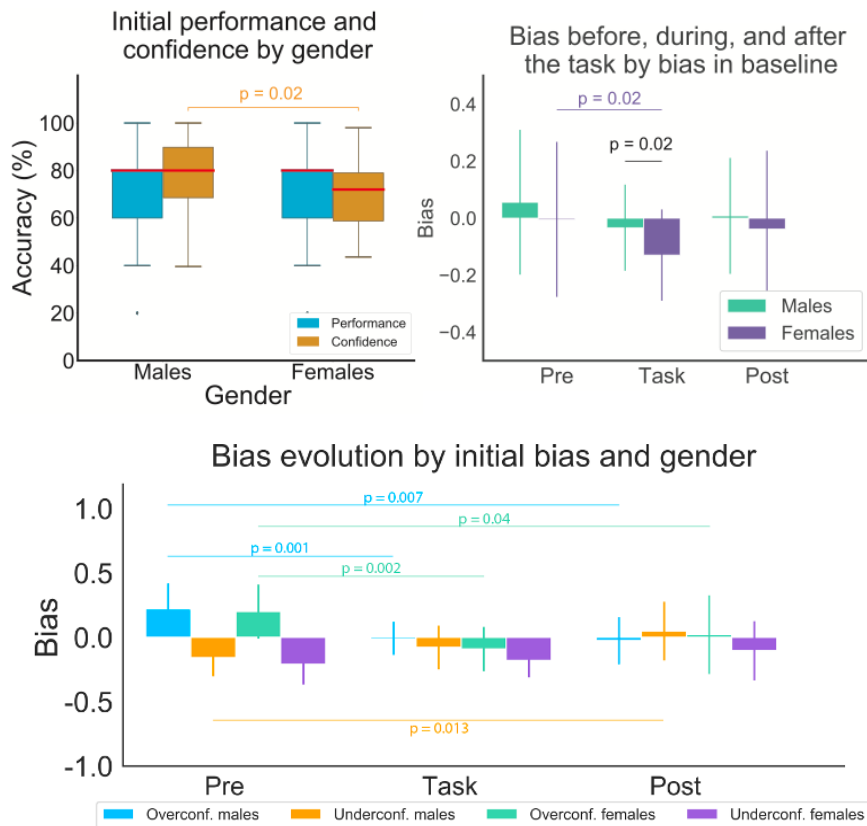 Initial performance and
confidence by gender
p = 0.02
100
80
60
40
20
0
Accuracy (%)
Performance
Confidence
Males
Females
Gender
Bias before, during, and after
the task by bias in baseline
0.4
0.2
0.0
−0.2
−0.4
Bias
p = 0.02
p = 0.02
Males
Females
Pre
Task
Post
Bias evolution by initial bias and gender
1.0
0.5
0.0
-0.5
-1.0
Bias
p = 0.007
p = 0.04
p = 0.001
p = 0.002
p = 0.013
Pre
Task
Post
Overconf. males
Underconf. males
Overconf. females
Underconf. females